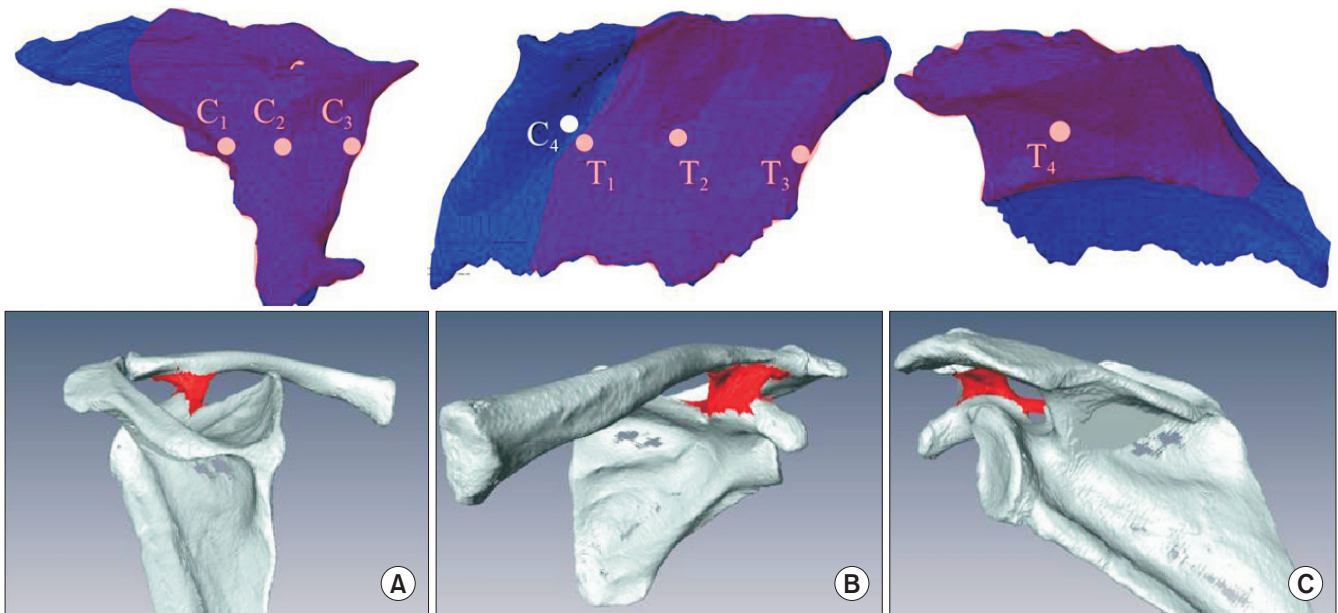 C₁ C₂ C₃
C₄
T₁ T₂ T₃
T₄
A
B
C